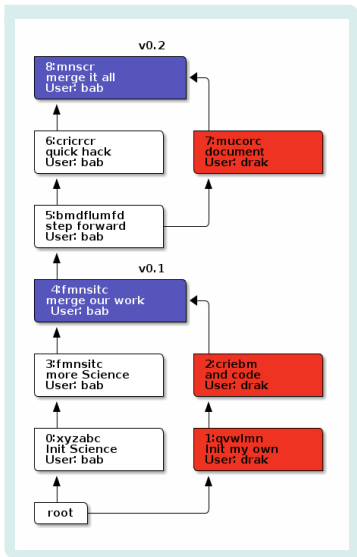 v0.2
8:mnscr
merge it all
User: bab
6:cricrcr
quick hack
User: bab
7:mucorc
document
User: drak
5:bmdflumfd
step forward
User: bab
v0.1
4:fmnsitc
merge our work
User: bab
3:fmnsitc
more Science
User: bab
2:criebm
and code
User: drak
0:xyzabc
Init Science
User: bab
1:qvwlmn
Init my own
User: drak
root